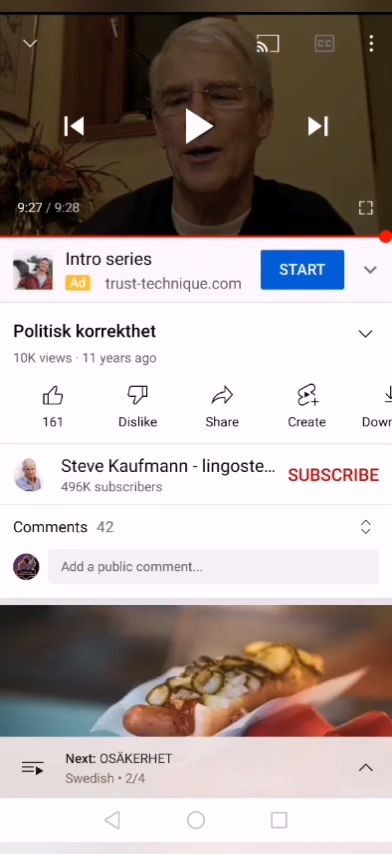 CC
9:27 / 9:28
Intro series
START
Ad trust-technique.com
Politisk korrekthet
10K views · 11 years ago
161 Dislike Share Create Down
Steve Kaufmann - lingoste...
SUBSCRIBE
496K subscribers
Comments 42
Add a public comment...
Next: OSÄKERHET
Swedish • 2/4